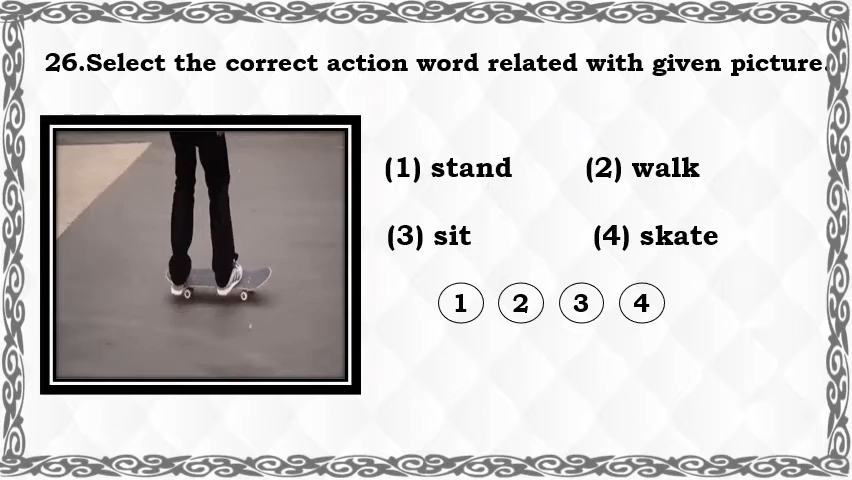 26.Select the correct action word related with given picture.
(1) stand (2) walk
(3) sit (4) skate
1 2 3 4